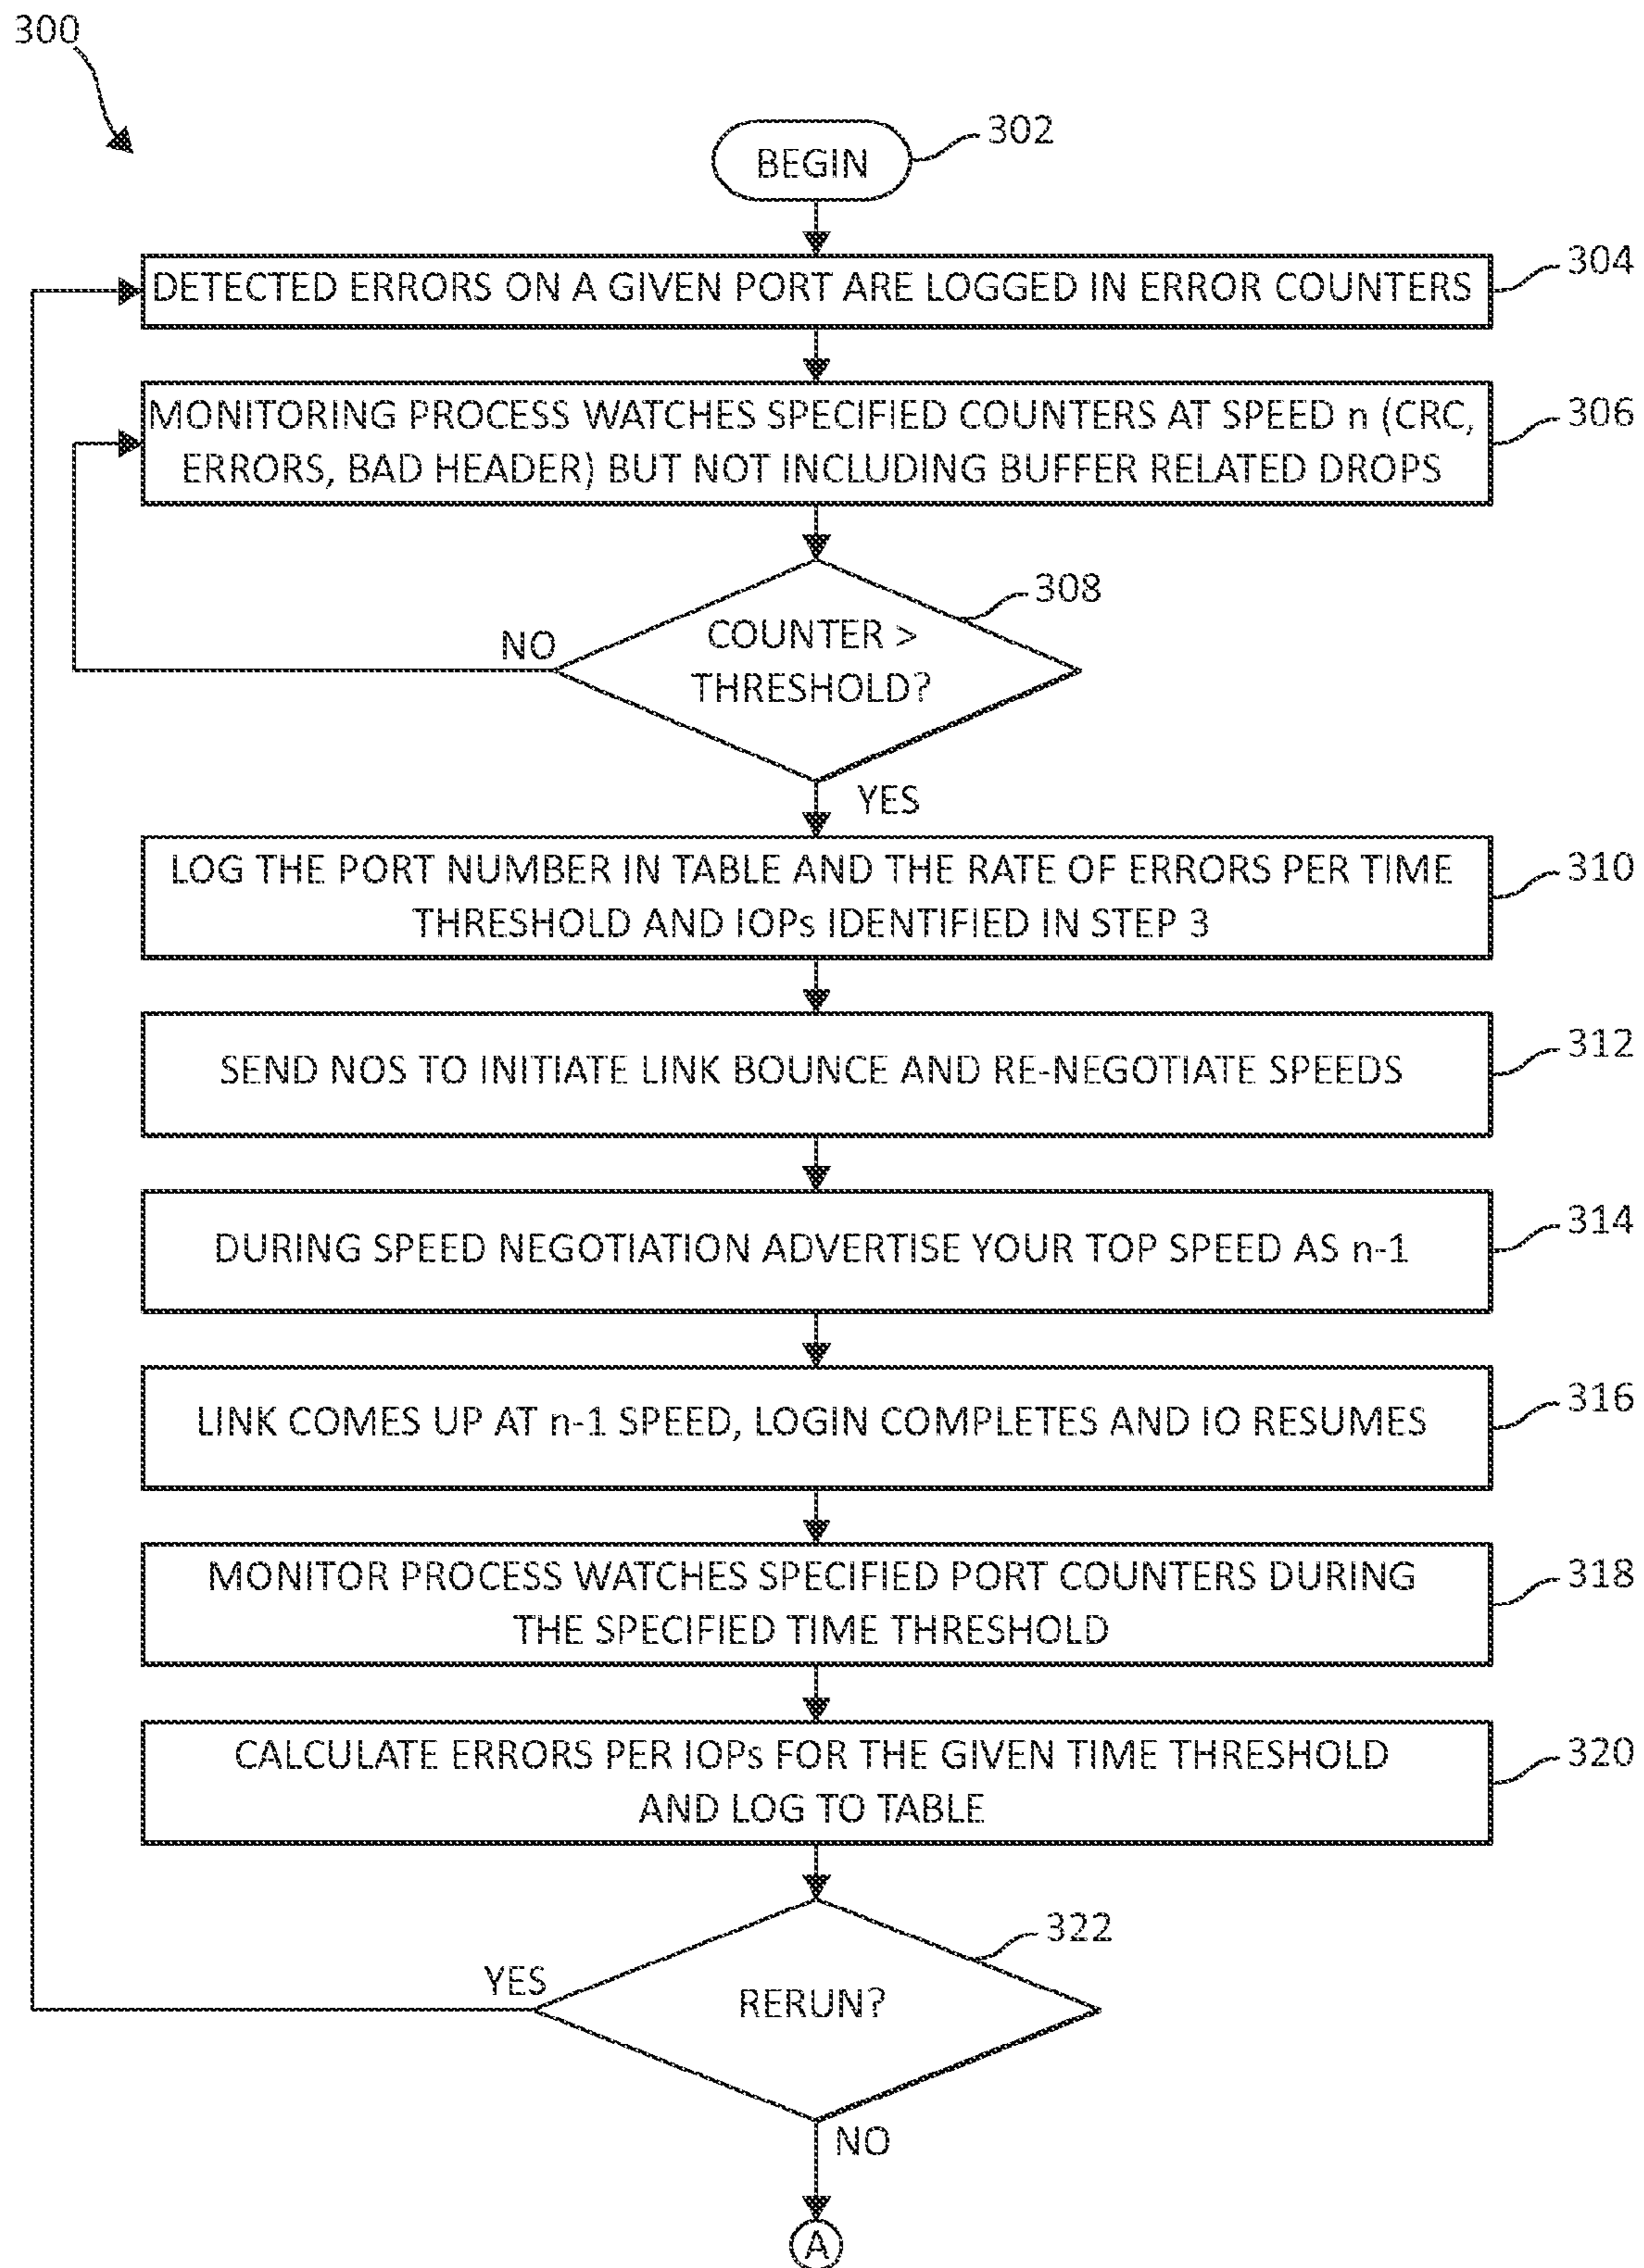 300
BEGIN
302
DETECTED ERRORS ON A GIVEN PORT ARE LOGGED IN ERROR COUNTERS
304
MONITORING PROCESS WATCHES SPECIFIED COUNTERS AT SPEED n (CRC,
ERRORS, BAD HEADER) BUT NOT INCLUDING BUFFER RELATED DROPS
306
COUNTER >
THRESHOLD?
308
NO
YES
LOG THE PORT NUMBER IN TABLE AND THE RATE OF ERRORS PER TIME
THRESHOLD AND IOPs IDENTIFIED IN STEP 3
310
SEND NOS TO INITIATE LINK BOUNCE AND RE-NEGOTIATE SPEEDS
312
DURING SPEED NEGOTIATION ADVERTISE YOUR TOP SPEED AS n-1
314
LINK COMES UP AT n-1 SPEED, LOGIN COMPLETES AND IO RESUMES
316
MONITOR PROCESS WATCHES SPECIFIED PORT COUNTERS DURING
THE SPECIFIED TIME THRESHOLD
318
CALCULATE ERRORS PER IOPs FOR THE GIVEN TIME THRESHOLD
AND LOG TO TABLE
320
RERUN?
322
YES
NO
A